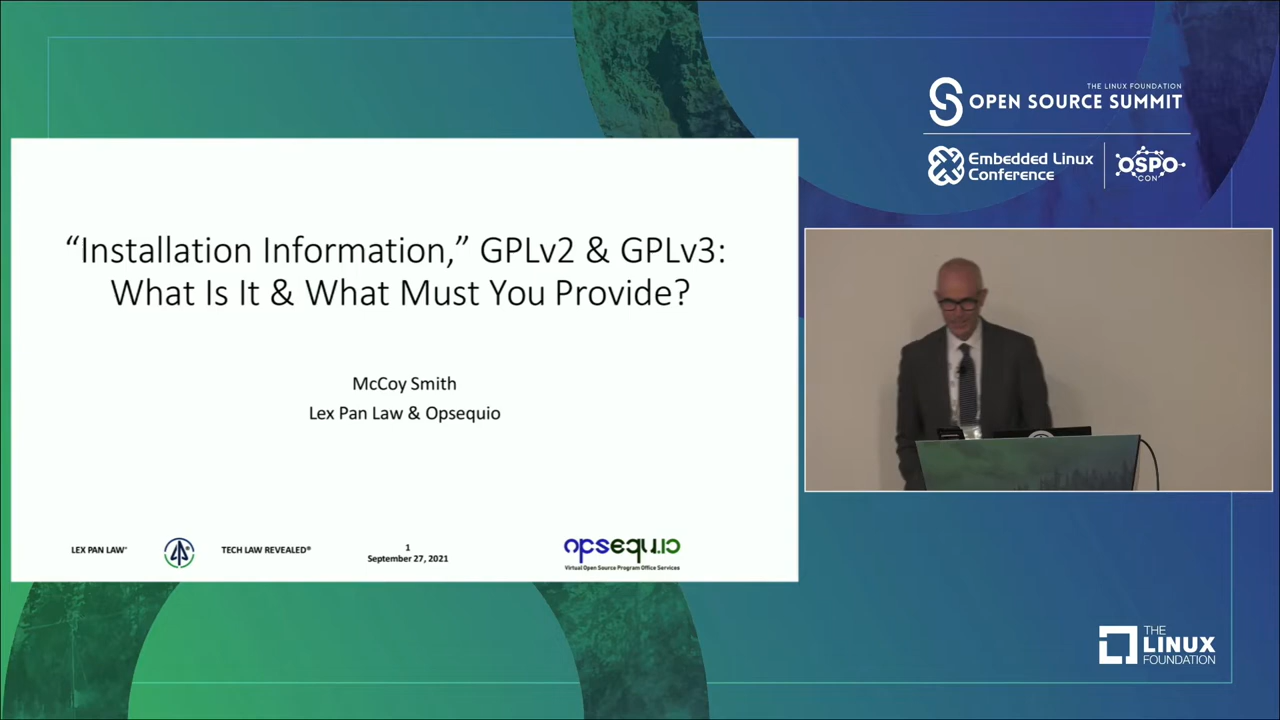 THE LINUX FOUNDATION
OPEN SOURCE SUMMIT
Embedded Linux
Conference
OSPO
CON
“Installation Information,” GPLv2 & GPLv3:
What Is It & What Must You Provide?
McCoy Smith
Lex Pan Law & Opsequio
LEX PAN LAW®
TECH LAW REVEALED®
1
September 27, 2021
opsequ.io
Virtual Open Source Program Office Services
THE
LINUX
FOUNDATION